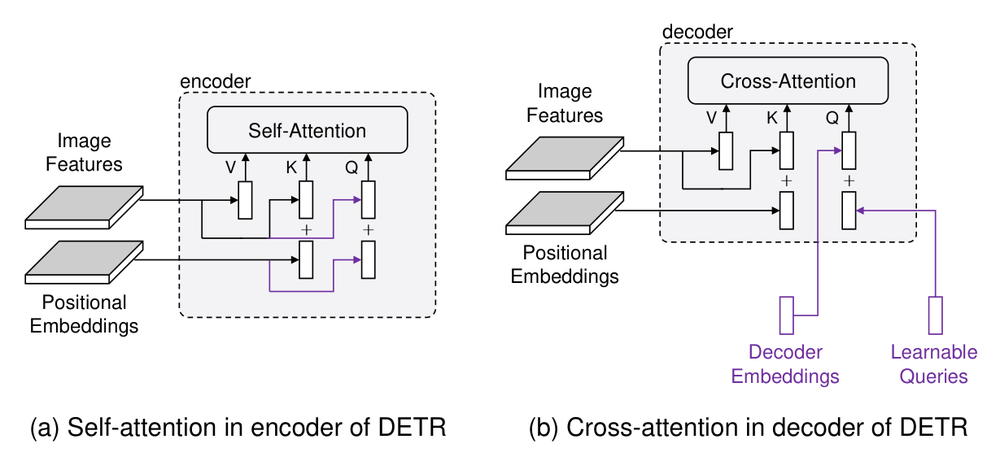 encoder
Self-Attention
V
K
Q
Image
Features
+
+
Positional
Embeddings
(a) Self-attention in encoder of DETR
decoder
Cross-Attention
V
K
Q
Image
Features
+
+
Positional
Embeddings
Decoder
Embeddings
Learnable
Queries
(b) Cross-attention in decoder of DETR